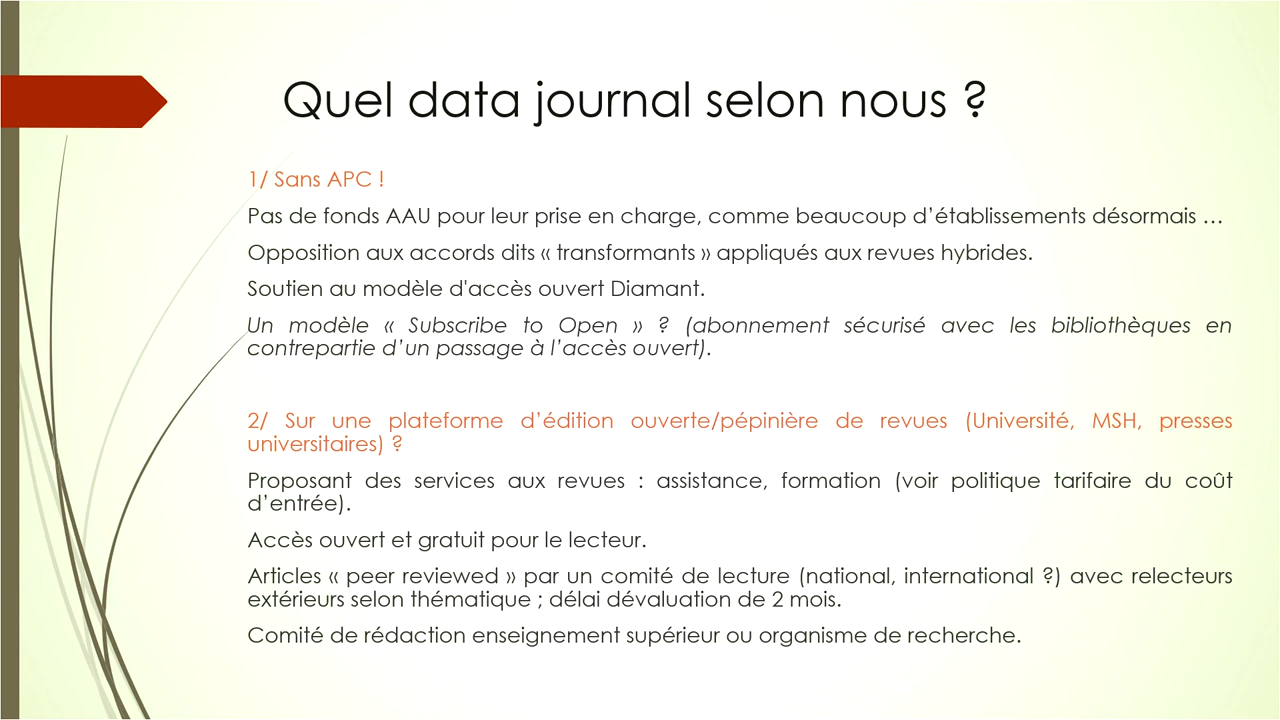 Quel data journal selon nous ?
1/ Sans APC !
Pas de fonds AAU pour leur prise en charge, comme beaucoup d’établissements désormais …
Opposition aux accords dits « transformants » appliqués aux revues hybrides.
Soutien au modèle d'accès ouvert Diamant.
Un modèle « Subscribe to Open » ? (abonnement sécurisé avec les bibliothèques en
contrepartie d’un passage à l’accès ouvert).
2/ Sur une plateforme d’édition ouverte/pépinière de revues (Université, MSH, presses
universitaires) ?
Proposant des services aux revues : assistance, formation (voir politique tarifaire du coût
d’entrée).
Accès ouvert et gratuit pour le lecteur.
Articles « peer reviewed » par un comité de lecture (national, international ?) avec relecteurs
extérieurs selon thématique ; délai dévaluation de 2 mois.
Comité de rédaction enseignement supérieur ou organisme de recherche.